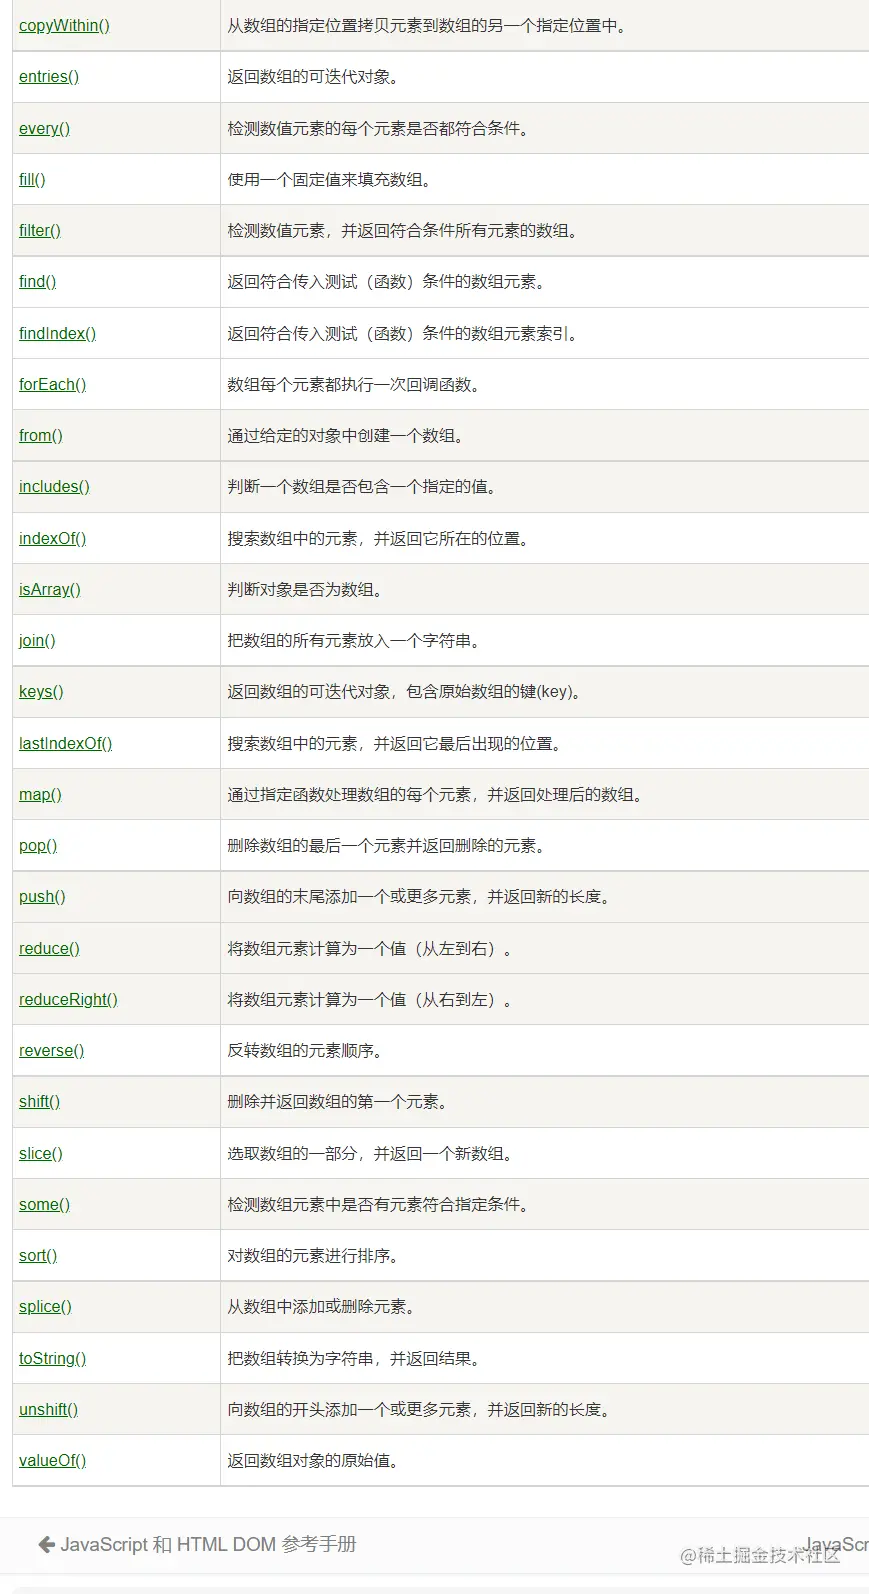 copyWithin() 从数组的指定位置拷贝元素到数组的另一个指定位置中。
entries() 返回数组的可迭代对象。
every() 检测数值元素的每个元素是否都符合条件。
fill() 使用一个固定值来填充数组。
filter() 检测数值元素，并返回符合条件所有元素的数组。
find() 返回符合传入测试（函数）条件的数组元素。
findIndex() 返回符合传入测试（函数）条件的数组元素索引。
forEach() 数组每个元素都执行一次回调函数。
from() 通过给定的对象中创建一个数组。
includes() 判断一个数组是否包含一个指定的值。
indexOf() 搜索数组中的元素，并返回它所在的位置。
isArray() 判断对象是否为数组。
join() 把数组的所有元素放入一个字符串。
keys() 返回数组的可迭代对象，包含原始数组的键(key)。
lastIndexOf() 搜索数组中的元素，并返回它最后出现的位置。
map() 通过指定函数处理数组的每个元素，并返回处理后的数组。
pop() 删除数组的最后一个元素并返回删除的元素。
push() 向数组的末尾添加一个或更多元素，并返回新的长度。
reduce() 将数组元素计算为一个值（从左到右）。
reduceRight() 将数组元素计算为一个值（从右到左）。
reverse() 反转数组的元素顺序。
shift() 删除并返回数组的第一个元素。
slice() 选取数组的一部分，并返回一个新数组。
some() 检测数组元素中是否有元素符合指定条件。
sort() 对数组的元素进行排序。
splice() 从数组中添加或删除元素。
toString() 把数组转换为字符串，并返回结果。
unshift() 向数组的开头添加一个或更多元素，并返回新的长度。
valueOf() 返回数组对象的原始值。
JavaScript 和 HTML DOM 参考手册 JavaScr
@稀土掘金技术社区